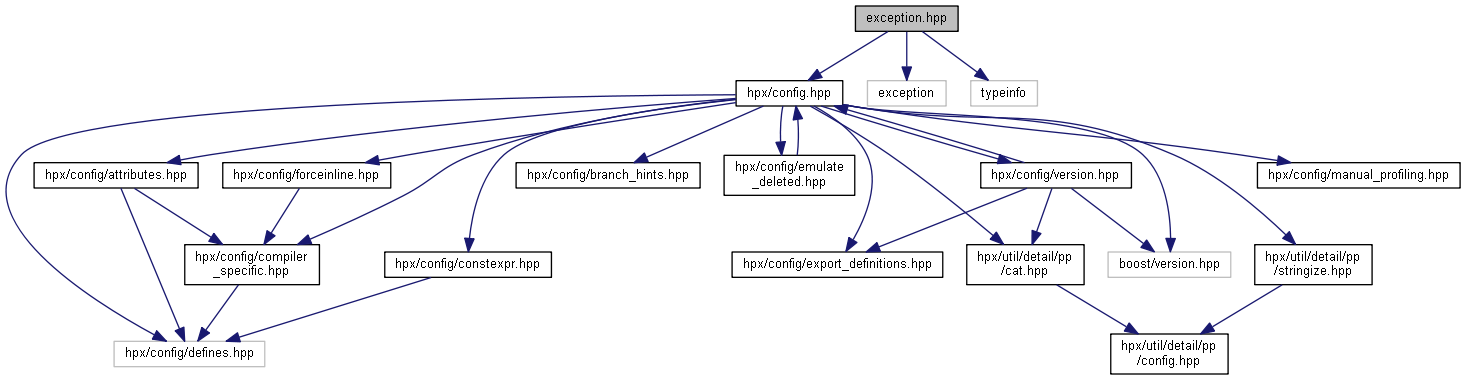 exception.hpp
hpx/config.hpp
exception
typeinfo
hpx/config/attributes.hpp
hpx/config/forceinline.hpp
hpx/config/branch_hints.hpp
hpx/config/emulate
_deleted.hpp
hpx/config/version.hpp
hpx/config/manual_profiling.hpp
hpx/config/compiler
_specific.hpp
hpx/config/constexpr.hpp
hpx/config/export_definitions.hpp
hpx/util/detail/pp
/cat.hpp
boost/version.hpp
hpx/util/detail/pp
/stringize.hpp
hpx/config/defines.hpp
hpx/util/detail/pp
/config.hpp